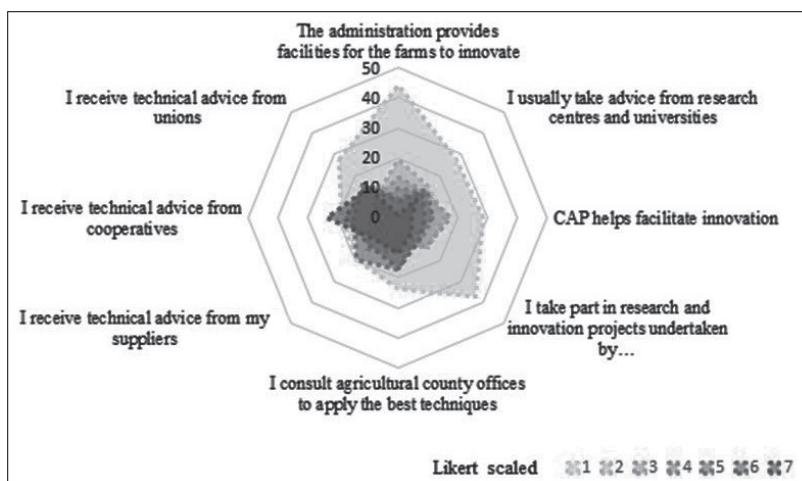 The administration provides
facilities for the farms to innovate
50
40
30
20
10
0
I usually take advice from research
centres and universities
CAP helps facilitate innovation
I take part in research and
innovation projects undertaken
by…
I consult agricultural county offices
to apply the best techniques
I receive technical advice from my
suppliers
I receive technical advice from
cooperatives
I receive technical advice from
unions
Likert scaled 1 2 3 4 5 6 7